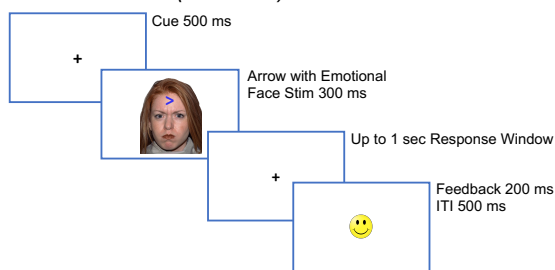 Cue 500 ms
+
>
Arrow with Emotional
Face Stim 300 ms
Up to 1 sec Response Window
+
Feedback 200 ms
ITI 500 ms